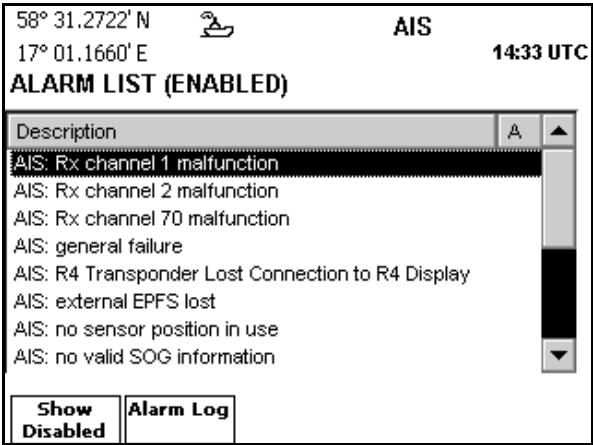 58° 31.2722' N
AIS
17° 01.1660' E
14:33 UTC
ALARM LIST (ENABLED)
Description A
AIS: Rx channel 1 malfunction
AIS: Rx channel 2 malfunction
AIS: Rx channel 70 malfunction
AIS: general failure
AIS: R4 Transponder Lost Connection to R4 Display
AIS: external EPFS lost
AIS: no sensor position in use
AIS: no valid SOG information
Show
Disabled
Alarm Log